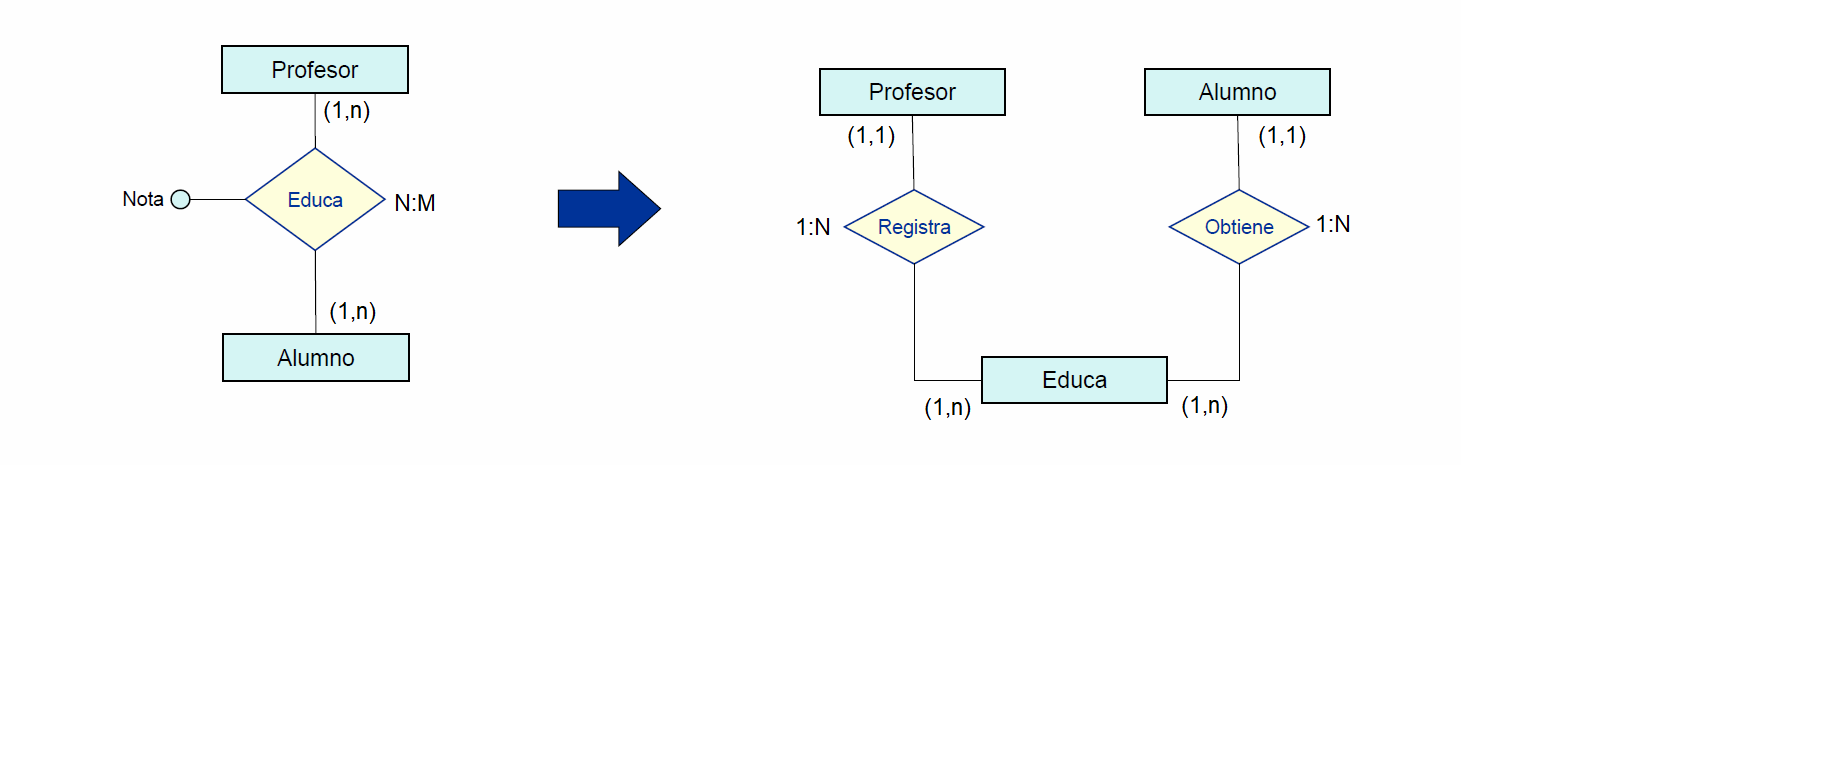 Profesor
(1,n)
Nota
Educa
N:M
(1,n)
Alumno
Profesor
(1,1)
1:N
Registra
Alumno
(1,1)
Obtiene
1:N
Educa
(1,n)
(1,n)